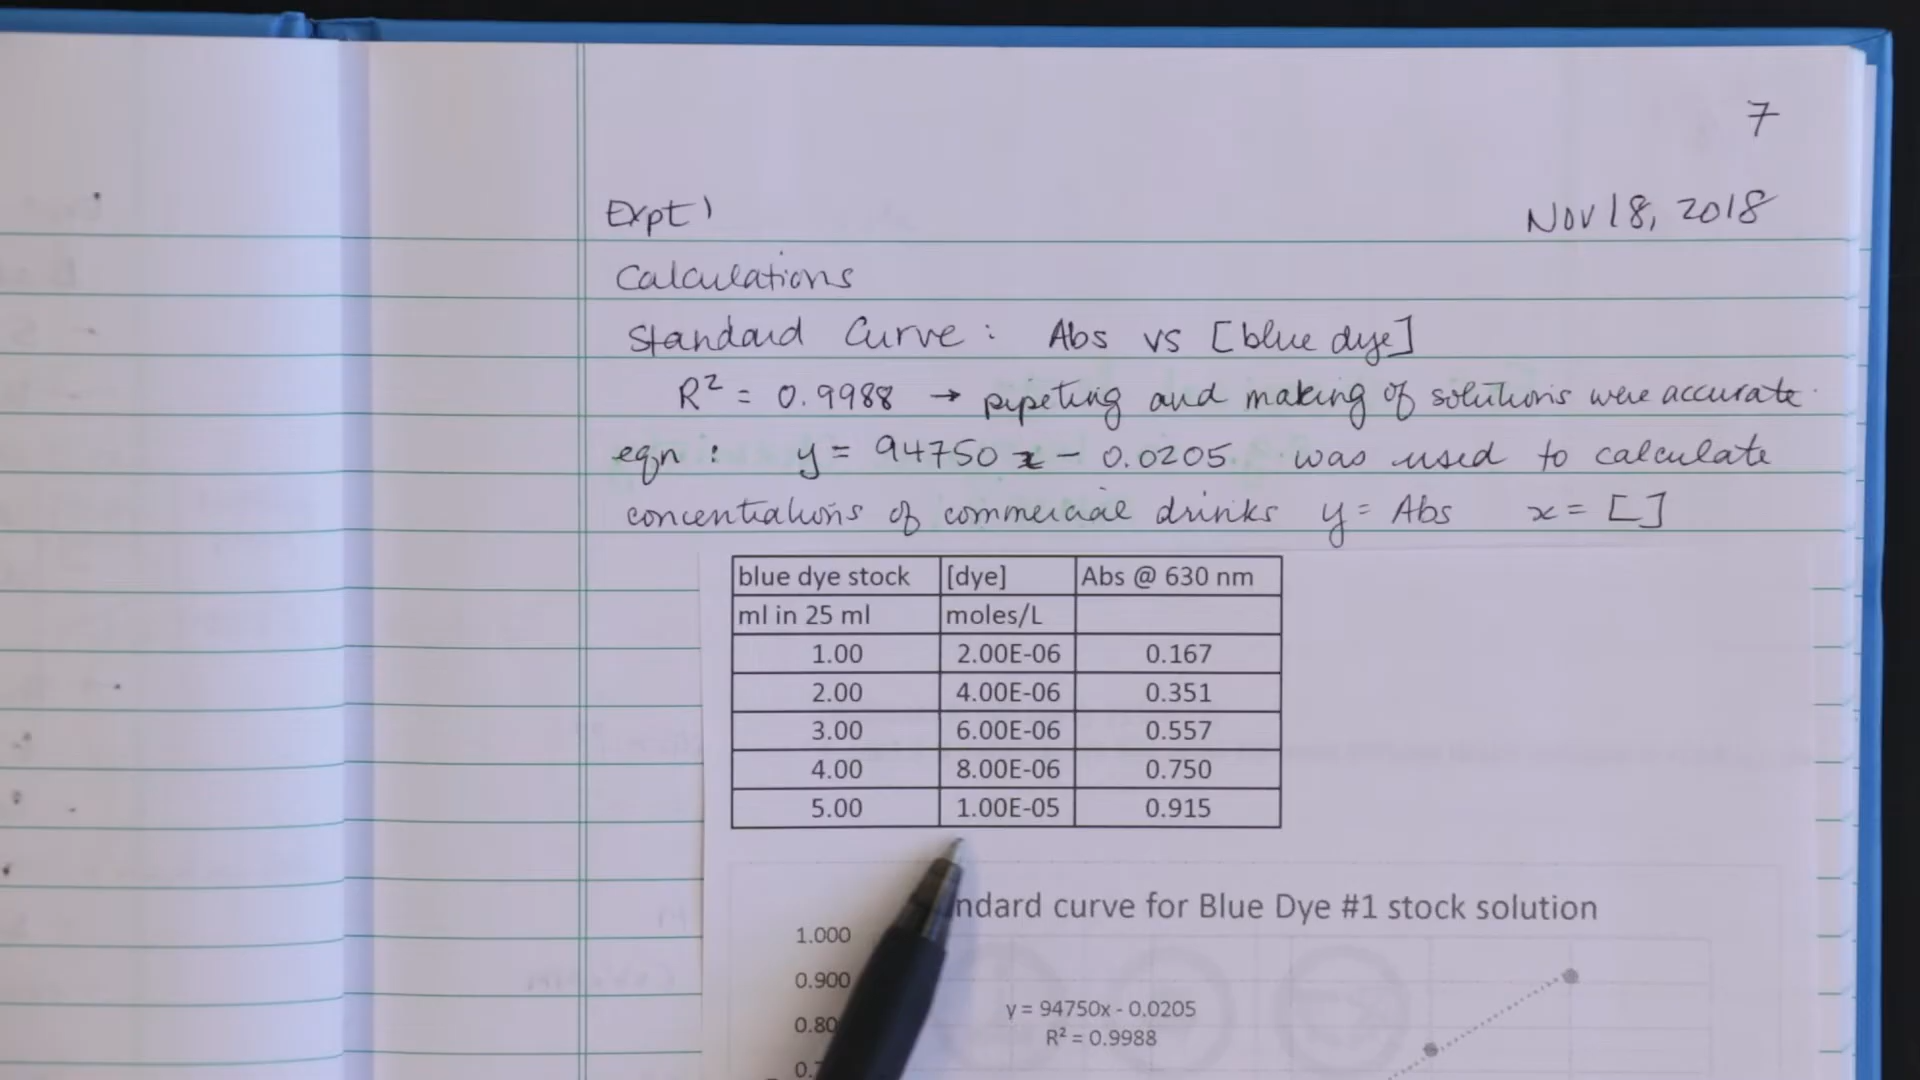 7
Expt 1
Nov 18, 2018
Calculations
Standard Curve : Abs vs [blue dye]
R² = 0.9988 → pipeting and making of solutions were accurate.
eqn : y = 94750 x - 0.0205 was used to calculate
concentrations of commercial drinks y = Abs x = [ ]
blue dye stock [dye] Abs @ 630 nm
ml in 25 ml moles/L
1.00 2.00E-06 0.167
2.00 4.00E-06 0.351
3.00 6.00E-06 0.557
4.00 8.00E-06 0.750
5.00 1.00E-05 0.915
ndard curve for Blue Dye #1 stock solution
1.000
0.900
y = 94750x - 0.0205
0.80
R² = 0.9988
0.7